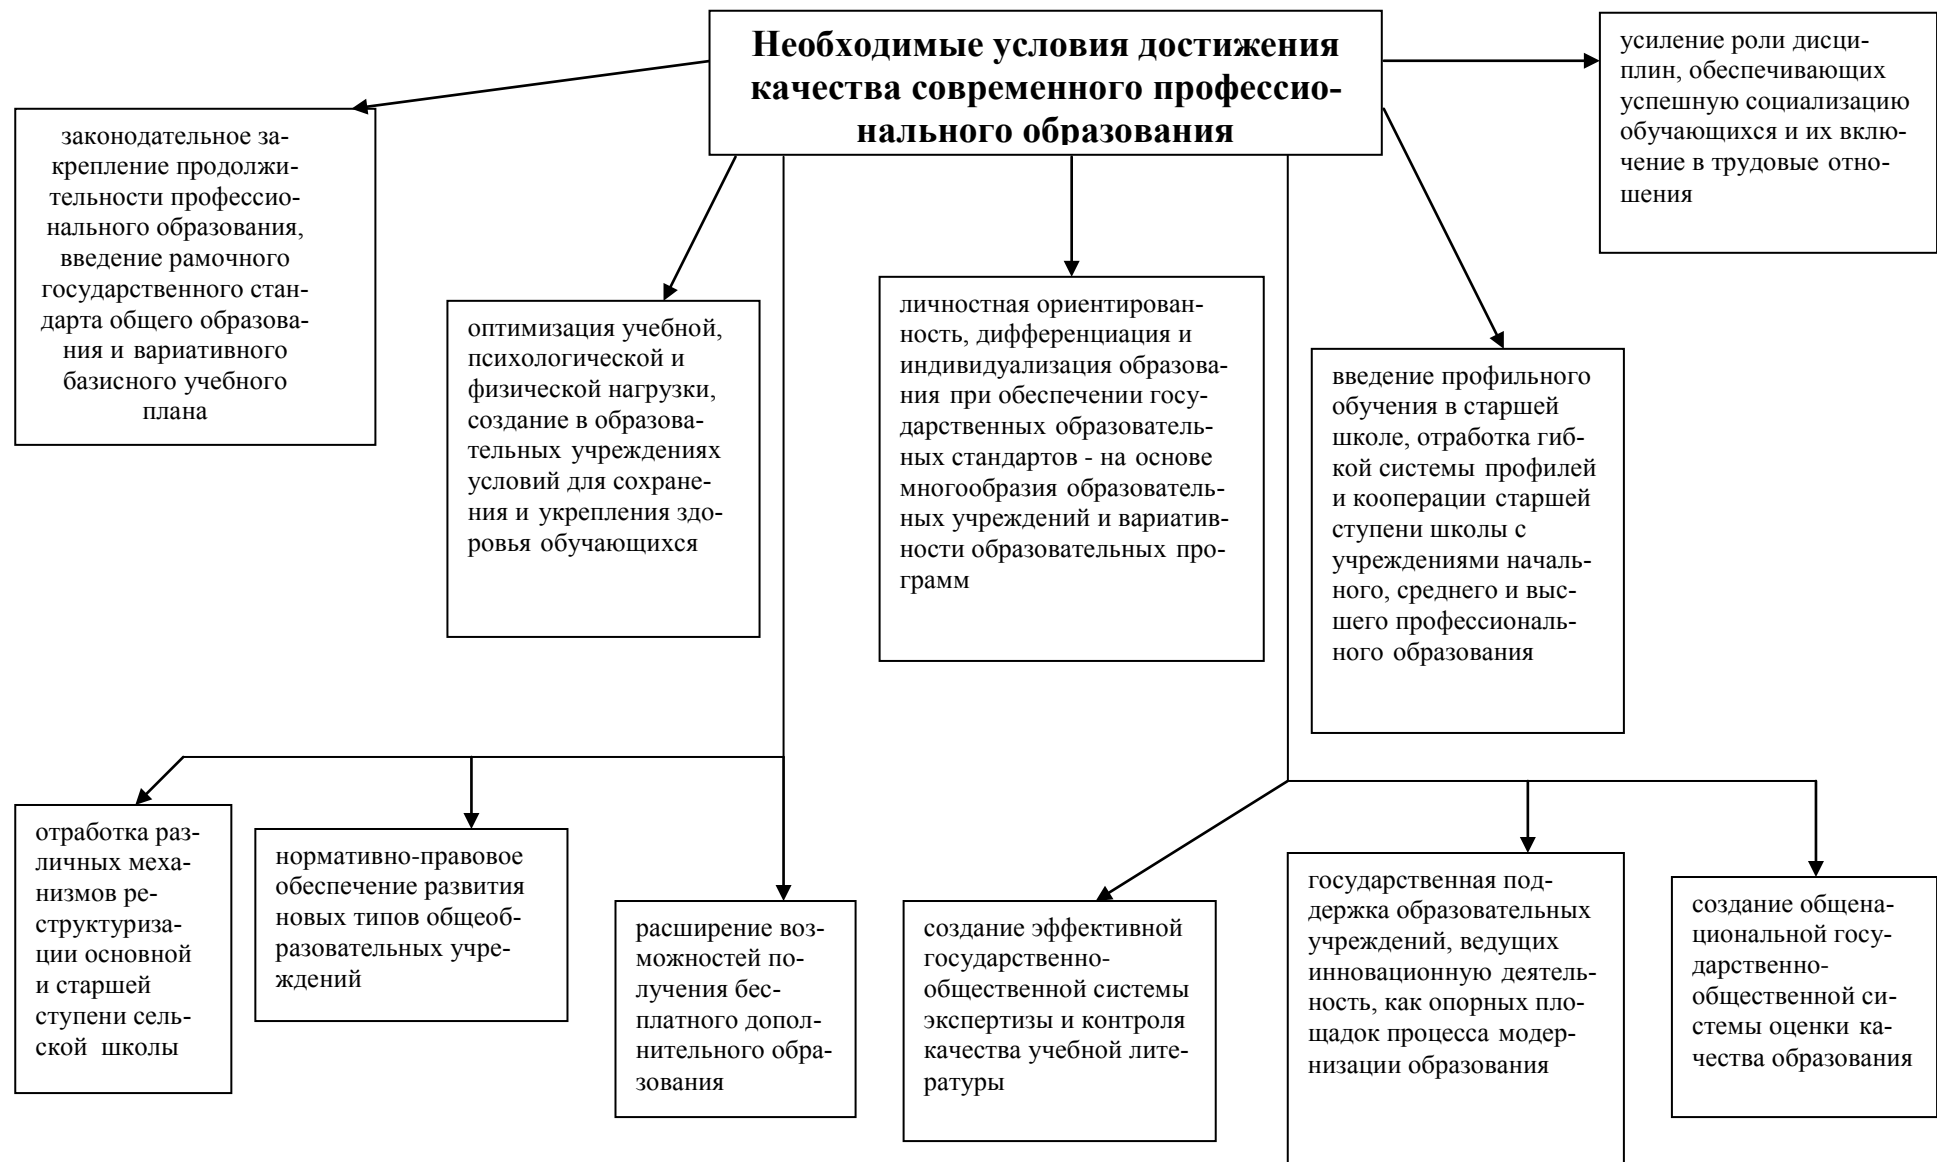 Необходимые условия достижения
качества современного профессио-
нального образования
усиление роли дисци-
плин, обеспечивающих
успешную социализацию
обучающихся и их вклю-
чение в трудовые отно-
шения
законодательное за-
крепление продолжи-
тельности профессио-
нального образования,
введение рамочного
государственного стан-
дарта общего образова-
ния и вариативного
базисного учебного
плана
оптимизация учебной,
психологической и
физической нагрузки,
создание в образова-
тельных учреждениях
условий для сохране-
ния и укрепления здо-
ровья обучающихся
личностная ориентирован-
ность, дифференциация и
индивидуализация образова-
ния при обеспечении госу-
дарственных образователь-
ных стандартов - на основе
многообразия образователь-
ных учреждений и вариатив-
ности образовательных про-
грамм
введение профильного
обучения в старшей
школе, отработка гиб-
кой системы профилей
и кооперации старшей
ступени школы с
учреждениями началь-
ного, среднего и выс-
шего профессиональ-
ного образования
отработка раз-
личных меха-
низмов ре-
структуриза-
ции основной
и старшей
ступени сель-
ской школы
нормативно-правовое
обеспечение развития
новых типов общеоб-
разовательных учре-
ждений
расширение воз-
можностей по-
лучения бес-
платного допол-
нительного обра-
зования
создание эффективной
государственно-
общественной системы
экспертизы и контроля
качества учебной лите-
ратуры
государственная под-
держка образовательных
учреждений, ведущих
инновационную деятель-
ность, как опорных пло-
щадок процесса модер-
низации образования
создание общена-
циональной госу-
дарственно-
общественной си-
стемы оценки ка-
чества образования